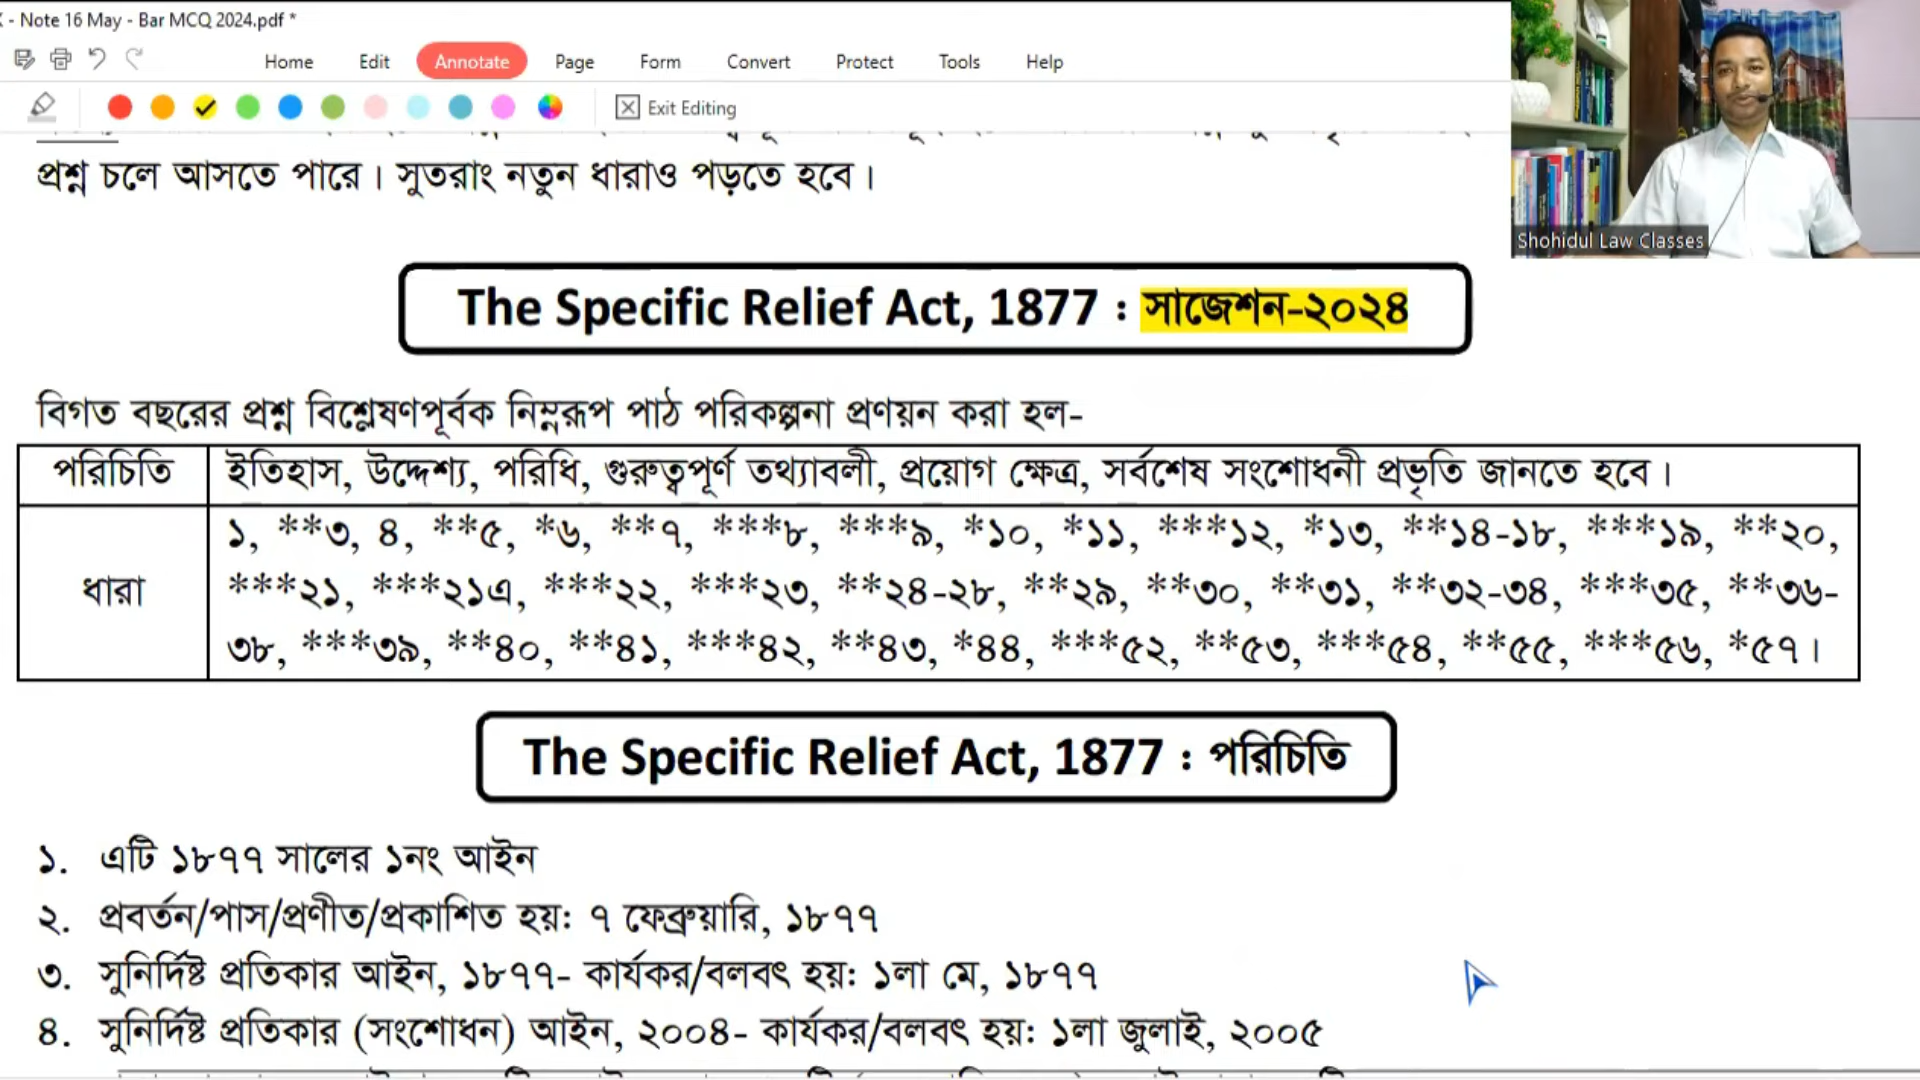 - Note 16 May - Bar MCQ 2024.pdf *
Home Edit Annotate Page Form Convert Protect Tools Help
Exit Editing
প্রশ্ন চলে আসতে পারে। সুতরাং নতুন ধারাও পড়তে হবে।
Shohidul Law Classes
The Specific Relief Act, 1877 : সাজেশন-২০২৪
বিগত বছরের প্রশ্ন বিশ্লেষণপূর্বক নিম্নরূপ পাঠ পরিকল্পনা প্রণয়ন করা হল-
পরিচিতি ইতিহাস, উদ্দেশ্য, পরিধি, গুরুত্বপূর্ণ তথ্যাবলী, প্রয়োগ ক্ষেত্র, সর্বশেষ সংশোধনী প্রভৃতি জানতে হবে।
ধারা ১, **৩, ৪, **৫, *৬, **৭, ***৮, ***৯, *১০, *১১, ***১২, *১৩, **১৪-১৮, ***১৯, **২০,
***২১, ***২১এ, ***২২, ***২৩, **২৪-২৮, **২৯, **৩০, **৩১, **৩২-৩৪, ***৩৫, **৩৬-
৩৮, ***৩৯, **৪০, **৪১, ***৪২, **৪৩, *৪৪, ***৫২, **৫৩, ***৫৪, **৫৫, ***৫৬, *৫৭।
The Specific Relief Act, 1877 : পরিচিতি
১. এটি ১৮৭৭ সালের ১নং আইন
২. প্রবর্তন/পাস/প্রণীত/প্রকাশিত হয়: ৭ ফেব্রুয়ারি, ১৮৭৭
৩. সুনির্দিষ্ট প্রতিকার আইন, ১৮৭৭- কার্যকর/বলবৎ হয়: ১লা মে, ১৮৭৭
৪. সুনির্দিষ্ট প্রতিকার (সংশোধন) আইন, ২০০৪- কার্যকর/বলবৎ হয়: ১লা জুলাই, ২০০৫